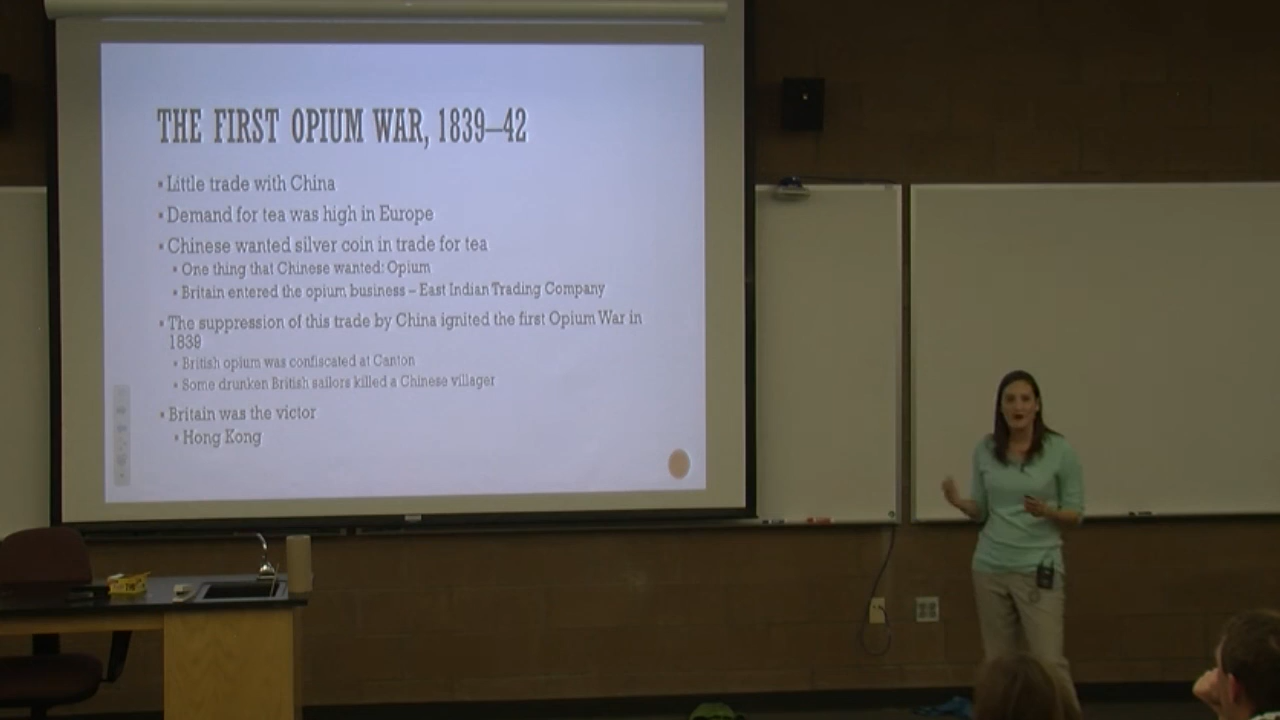 THE FIRST OPIUM WAR, 1839–42
▪ Little trade with China
▪ Demand for tea was high in Europe
▪ Chinese wanted silver coin in trade for tea
▪ One thing that Chinese wanted: Opium
▪ Britain entered the opium business – East Indian Trading Company
▪ The suppression of this trade by China ignited the first Opium War in
1839
▪ British opium was confiscated at Canton
▪ Some drunken British sailors killed a Chinese villager
▪ Britain was the victor
▪ Hong Kong